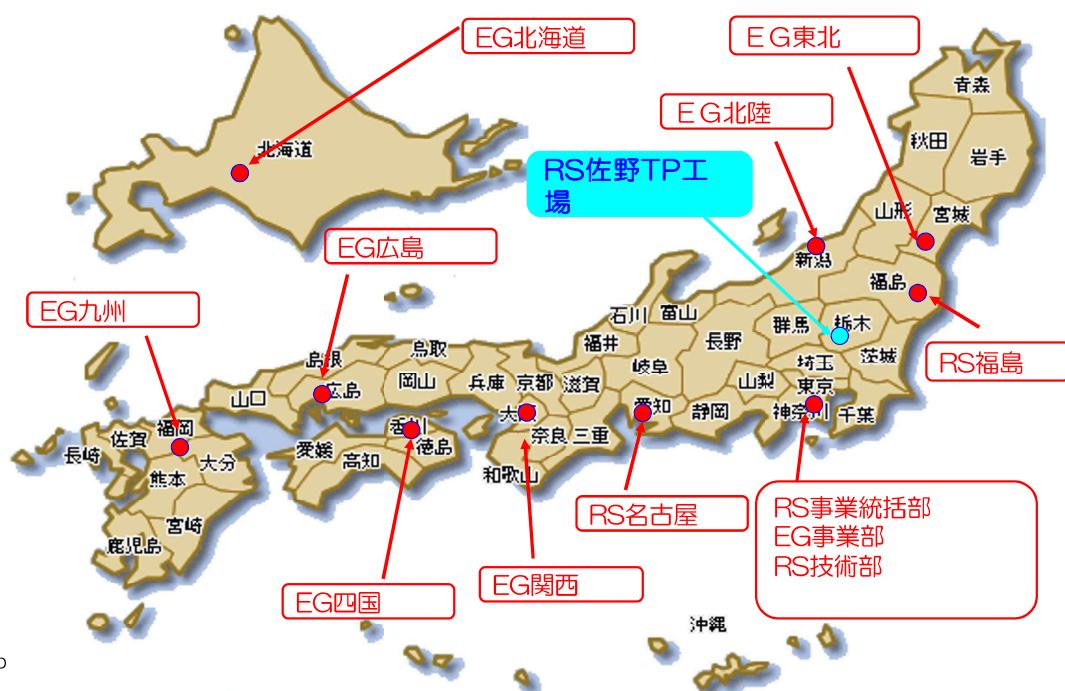 EG北海道
ＥＧ東北
ＥＧ北陸
RS佐野TP工
場
EG広島
EG九州
RS福島
RS名古屋
RS事業統括部
EG事業部
RS技術部
EG関西
EG四国
北海道
青森
秋田
岩手
山形
宮城
新潟
福島
石川
富山
群馬
栃木
福井
長野
茨城
岐阜
埼玉
島根
鳥取
山梨
東京
広島
岡山
兵庫
京都
滋賀
山口
愛知
静岡
神奈川
千葉
香川
奈良
三重
福岡
佐賀
徳島
長崎
大分
愛媛
高知
和歌山
熊本
宮崎
鹿児島
沖縄